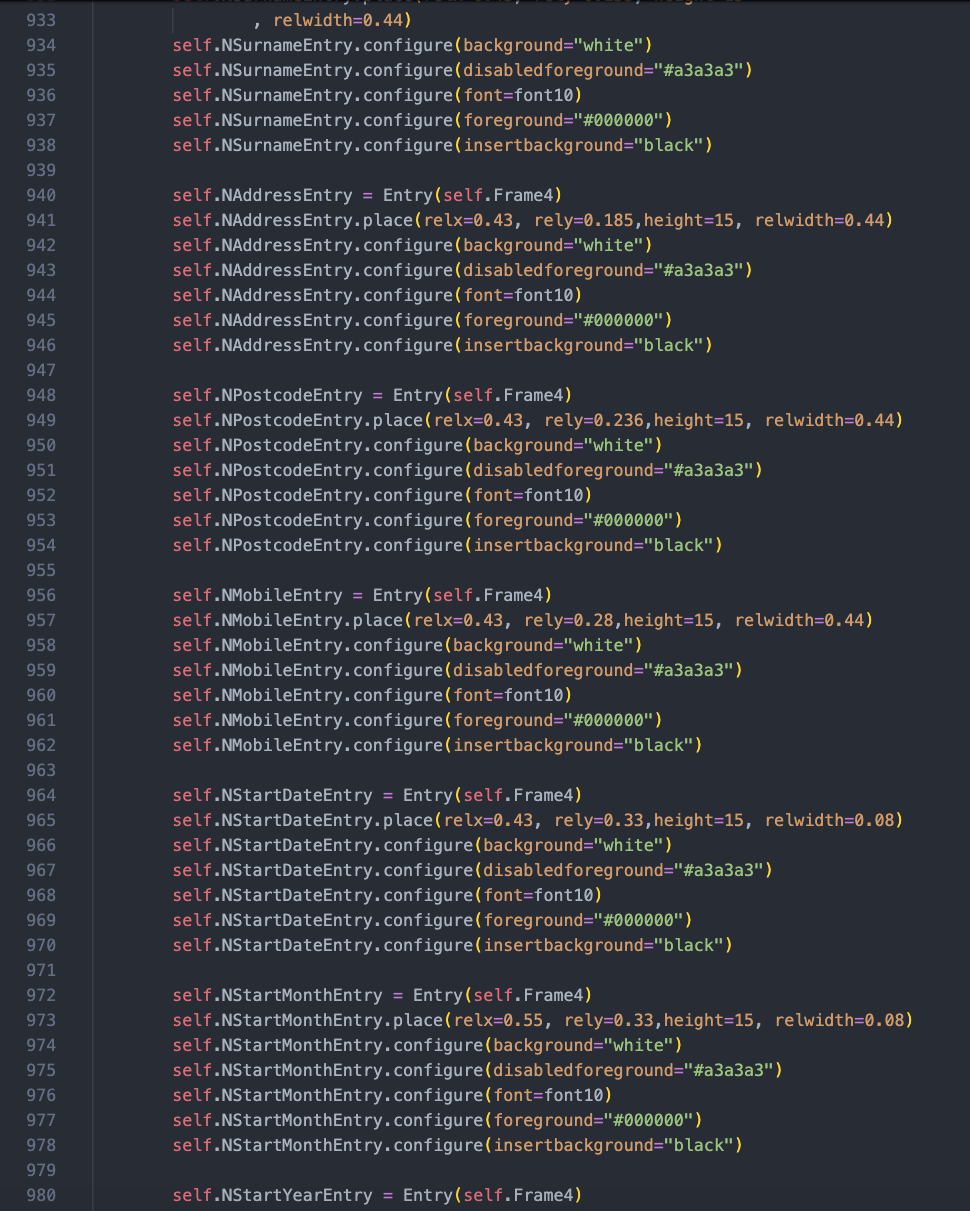 933 , relwidth=0.44)
934 self.NSurnameEntry.configure(background="white")
935 self.NSurnameEntry.configure(disabledforeground="#a3a3a3")
936 self.NSurnameEntry.configure(font=font10)
937 self.NSurnameEntry.configure(foreground="#000000")
938 self.NSurnameEntry.configure(insertbackground="black")
939
940 self.NAddressEntry = Entry(self.Frame4)
941 self.NAddressEntry.place(relx=0.43, rely=0.185,height=15, relwidth=0.44)
942 self.NAddressEntry.configure(background="white")
943 self.NAddressEntry.configure(disabledforeground="#a3a3a3")
944 self.NAddressEntry.configure(font=font10)
945 self.NAddressEntry.configure(foreground="#000000")
946 self.NAddressEntry.configure(insertbackground="black")
947
948 self.NPostcodeEntry = Entry(self.Frame4)
949 self.NPostcodeEntry.place(relx=0.43, rely=0.236,height=15, relwidth=0.44)
950 self.NPostcodeEntry.configure(background="white")
951 self.NPostcodeEntry.configure(disabledforeground="#a3a3a3")
952 self.NPostcodeEntry.configure(font=font10)
953 self.NPostcodeEntry.configure(foreground="#000000")
954 self.NPostcodeEntry.configure(insertbackground="black")
955
956 self.NMobileEntry = Entry(self.Frame4)
957 self.NMobileEntry.place(relx=0.43, rely=0.28,height=15, relwidth=0.44)
958 self.NMobileEntry.configure(background="white")
959 self.NMobileEntry.configure(disabledforeground="#a3a3a3")
960 self.NMobileEntry.configure(font=font10)
961 self.NMobileEntry.configure(foreground="#000000")
962 self.NMobileEntry.configure(insertbackground="black")
963
964 self.NStartDateEntry = Entry(self.Frame4)
965 self.NStartDateEntry.place(relx=0.43, rely=0.33,height=15, relwidth=0.08)
966 self.NStartDateEntry.configure(background="white")
967 self.NStartDateEntry.configure(disabledforeground="#a3a3a3")
968 self.NStartDateEntry.configure(font=font10)
969 self.NStartDateEntry.configure(foreground="#000000")
970 self.NStartDateEntry.configure(insertbackground="black")
971
972 self.NStartMonthEntry = Entry(self.Frame4)
973 self.NStartMonthEntry.place(relx=0.55, rely=0.33,height=15, relwidth=0.08)
974 self.NStartMonthEntry.configure(background="white")
975 self.NStartMonthEntry.configure(disabledforeground="#a3a3a3")
976 self.NStartMonthEntry.configure(font=font10)
977 self.NStartMonthEntry.configure(foreground="#000000")
978 self.NStartMonthEntry.configure(insertbackground="black")
979
980 self.NStartYearEntry = Entry(self.Frame4)